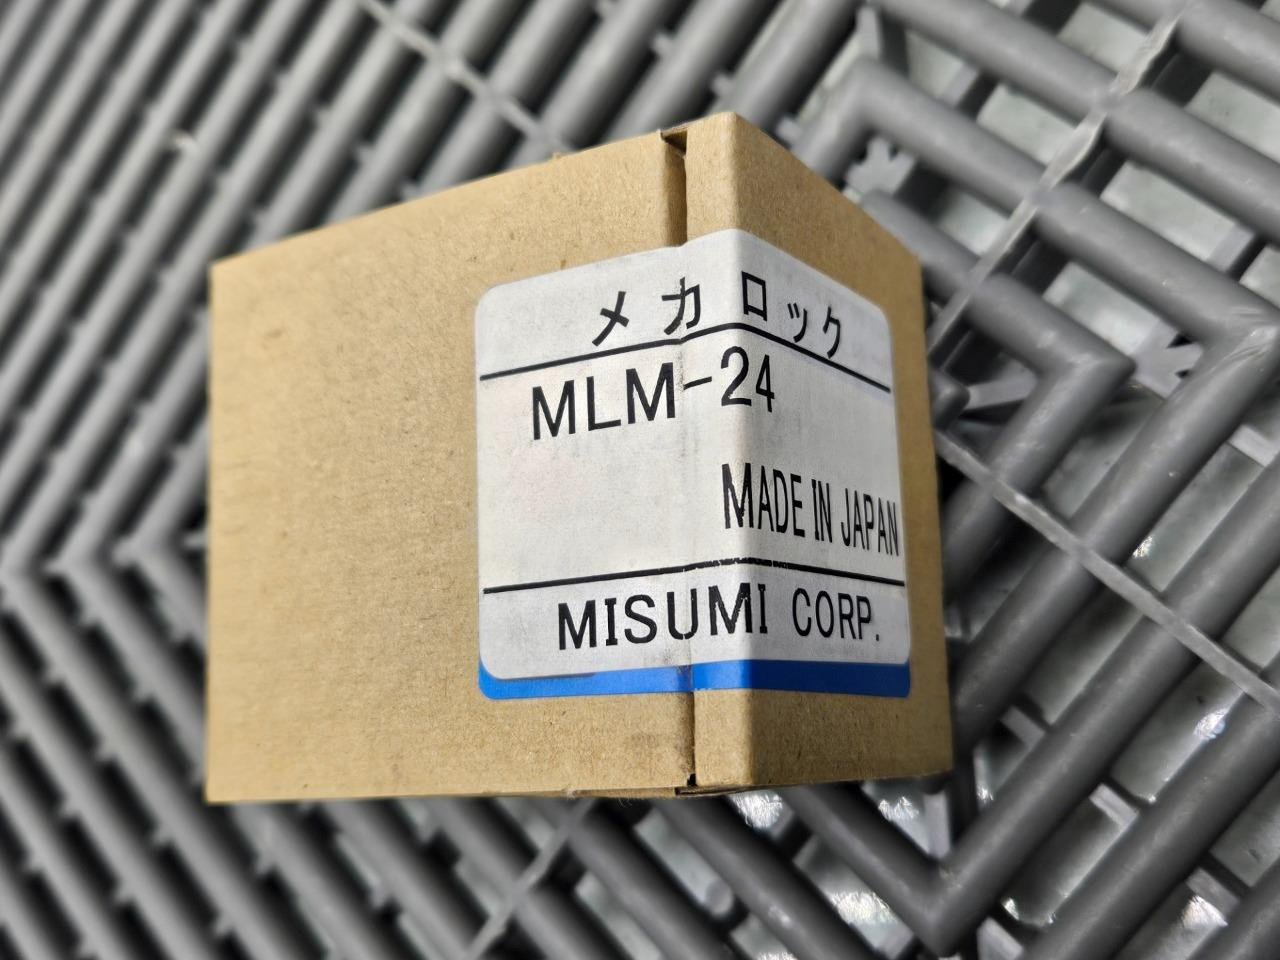 メカロック
MLM-24
MADE IN JAPAN
MISUMI CORP.